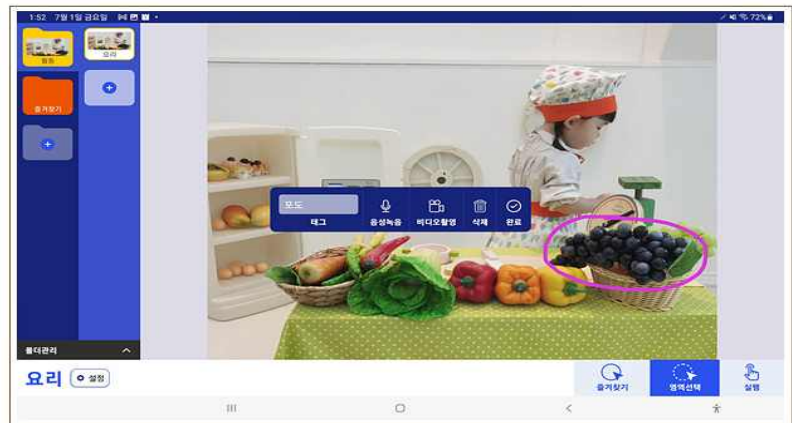 1:52 7월 1일 금요일
72%
활동
요리
즐겨찾기
포도
태그
음성녹음
비디오촬영
삭제
완료
폴더관리
요리
설정
즐겨찾기
영역선택
실행